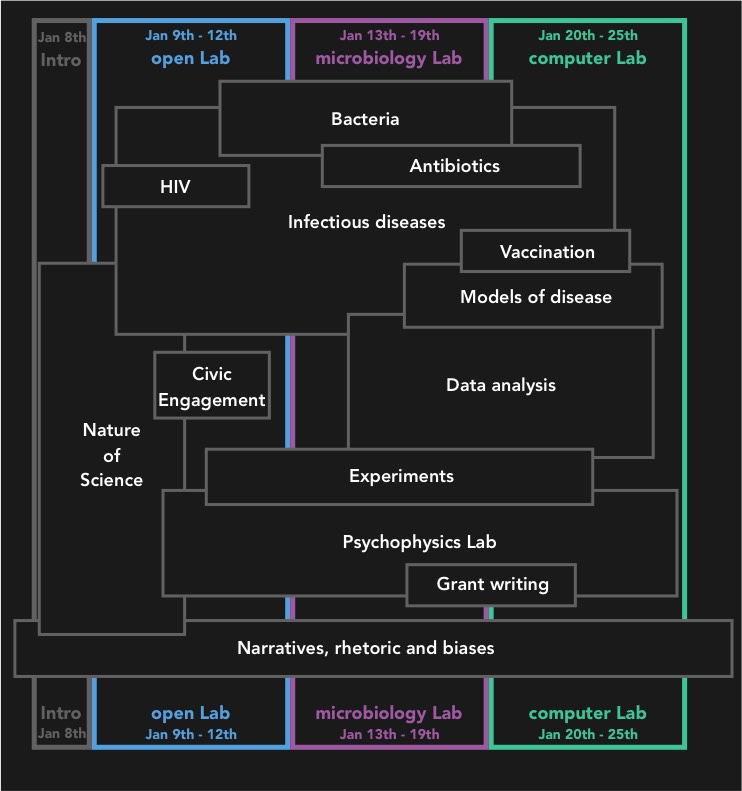 Jan 8th
Intro
Jan 9th - 12th
open Lab
Jan 13th - 19th
microbiology Lab
Jan 20th - 25th
computer Lab
Bacteria
Antibiotics
HIV
Infectious diseases
Vaccination
Models of disease
Civic
Engagement
Data analysis
Nature
of
Science
Experiments
Psychophysics Lab
Grant writing
Narratives, rhetoric and biases
Intro
Jan 8th
open Lab
Jan 9th - 12th
microbiology Lab
Jan 13th - 19th
computer Lab
Jan 20th - 25th